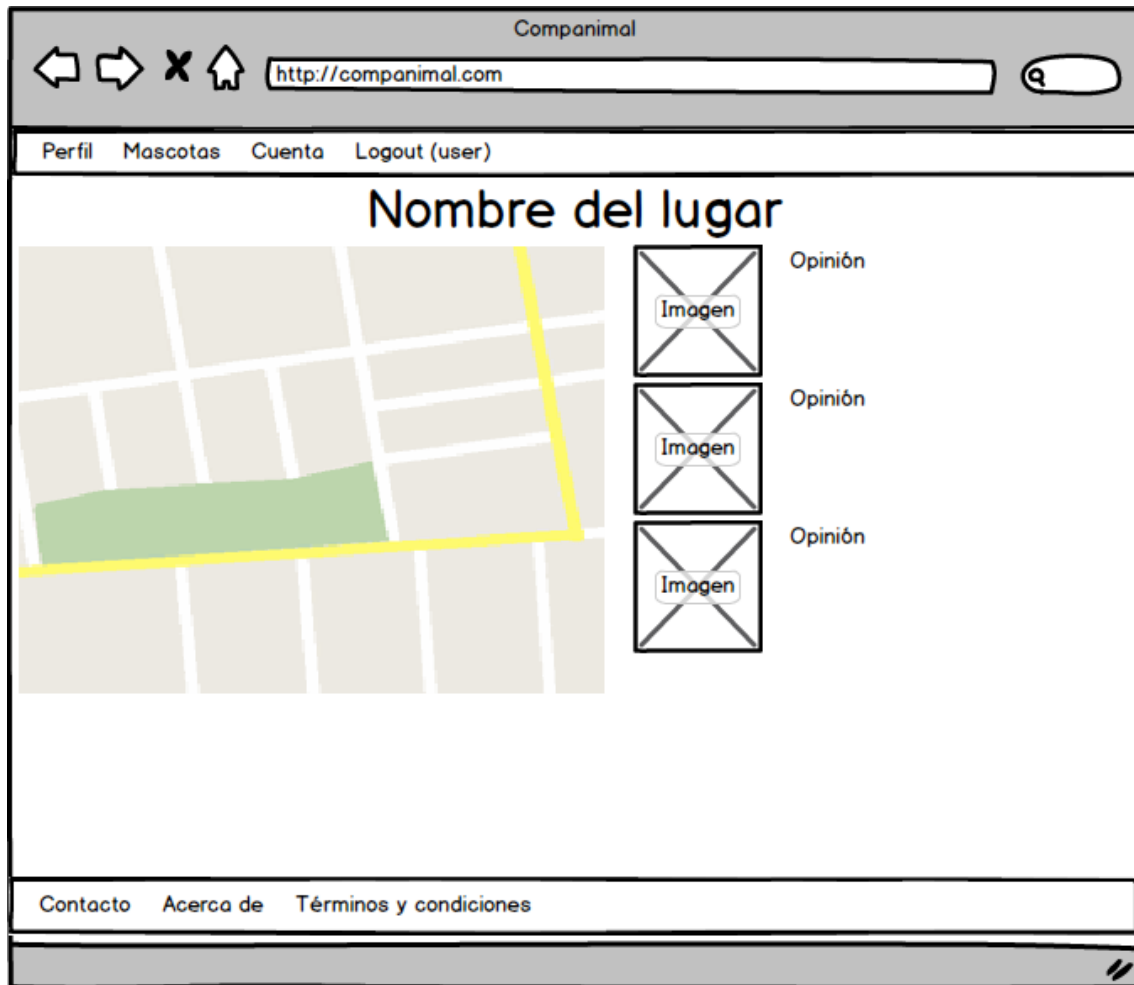 Companimal
http://companimal.com
Perfil Mascotas Cuenta Logout (user)
Nombre del lugar
Imagen Opinión
Imagen Opinión
Imagen Opinión
Contacto Acerca de Términos y condiciones